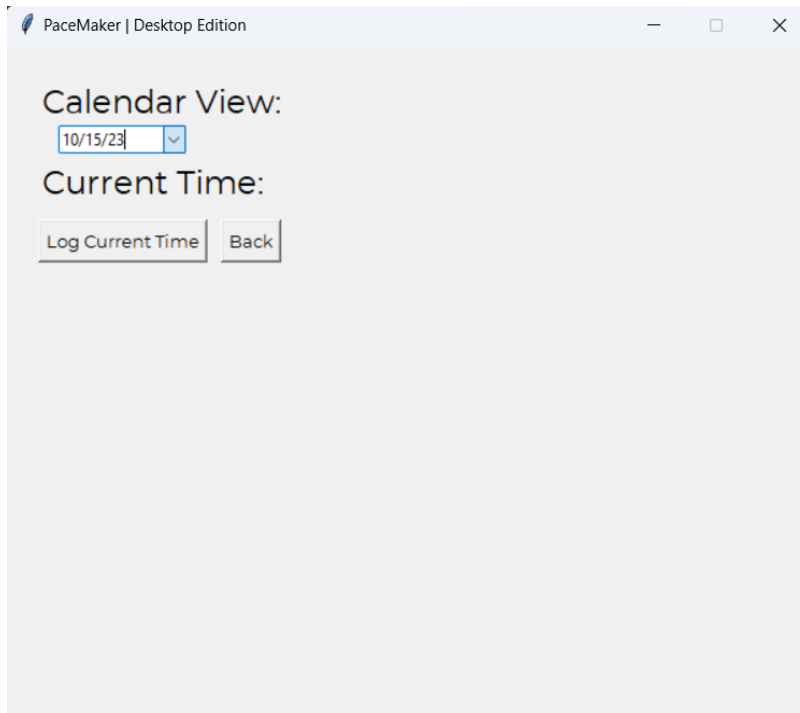 PaceMaker | Desktop Edition
Calendar View:
10/15/23
Current Time:
Log Current Time Back